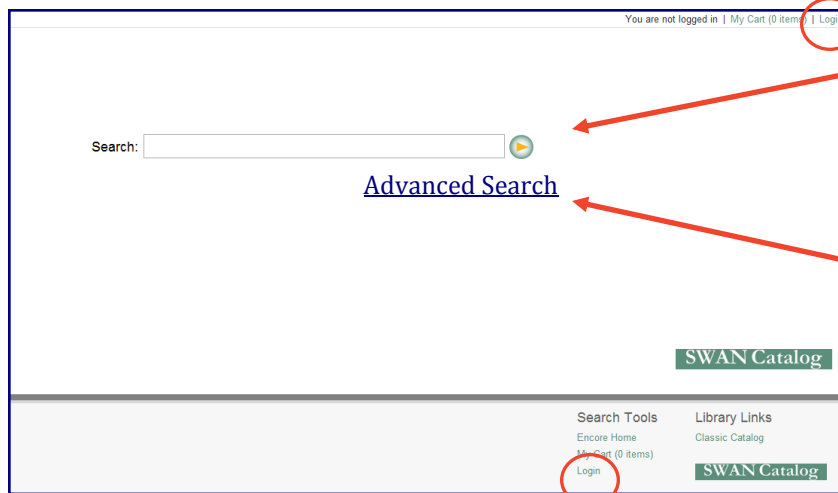 You are not logged in | My Cart (0 items) | Login
Search:
Advanced Search
SWAN Catalog
Search Tools Library Links
Encore Home Classic Catalog
My Cart (0 items)
Login SWAN Catalog